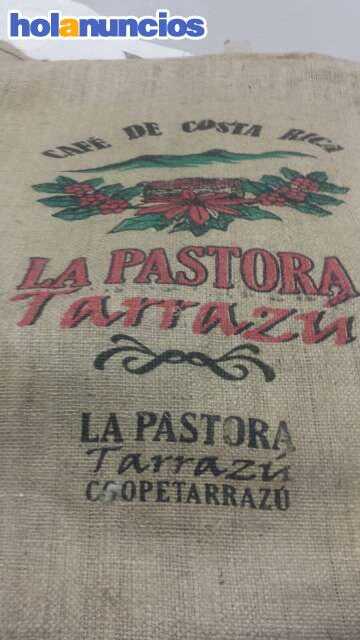 holanuncios
CAFÉ DE COSTA RICA
LA PASTORA
Tarrazú
LA PASTORA
Tarrazú
COOPETARRAZÚ